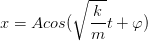 x = Acos(√(k/m) t + φ)